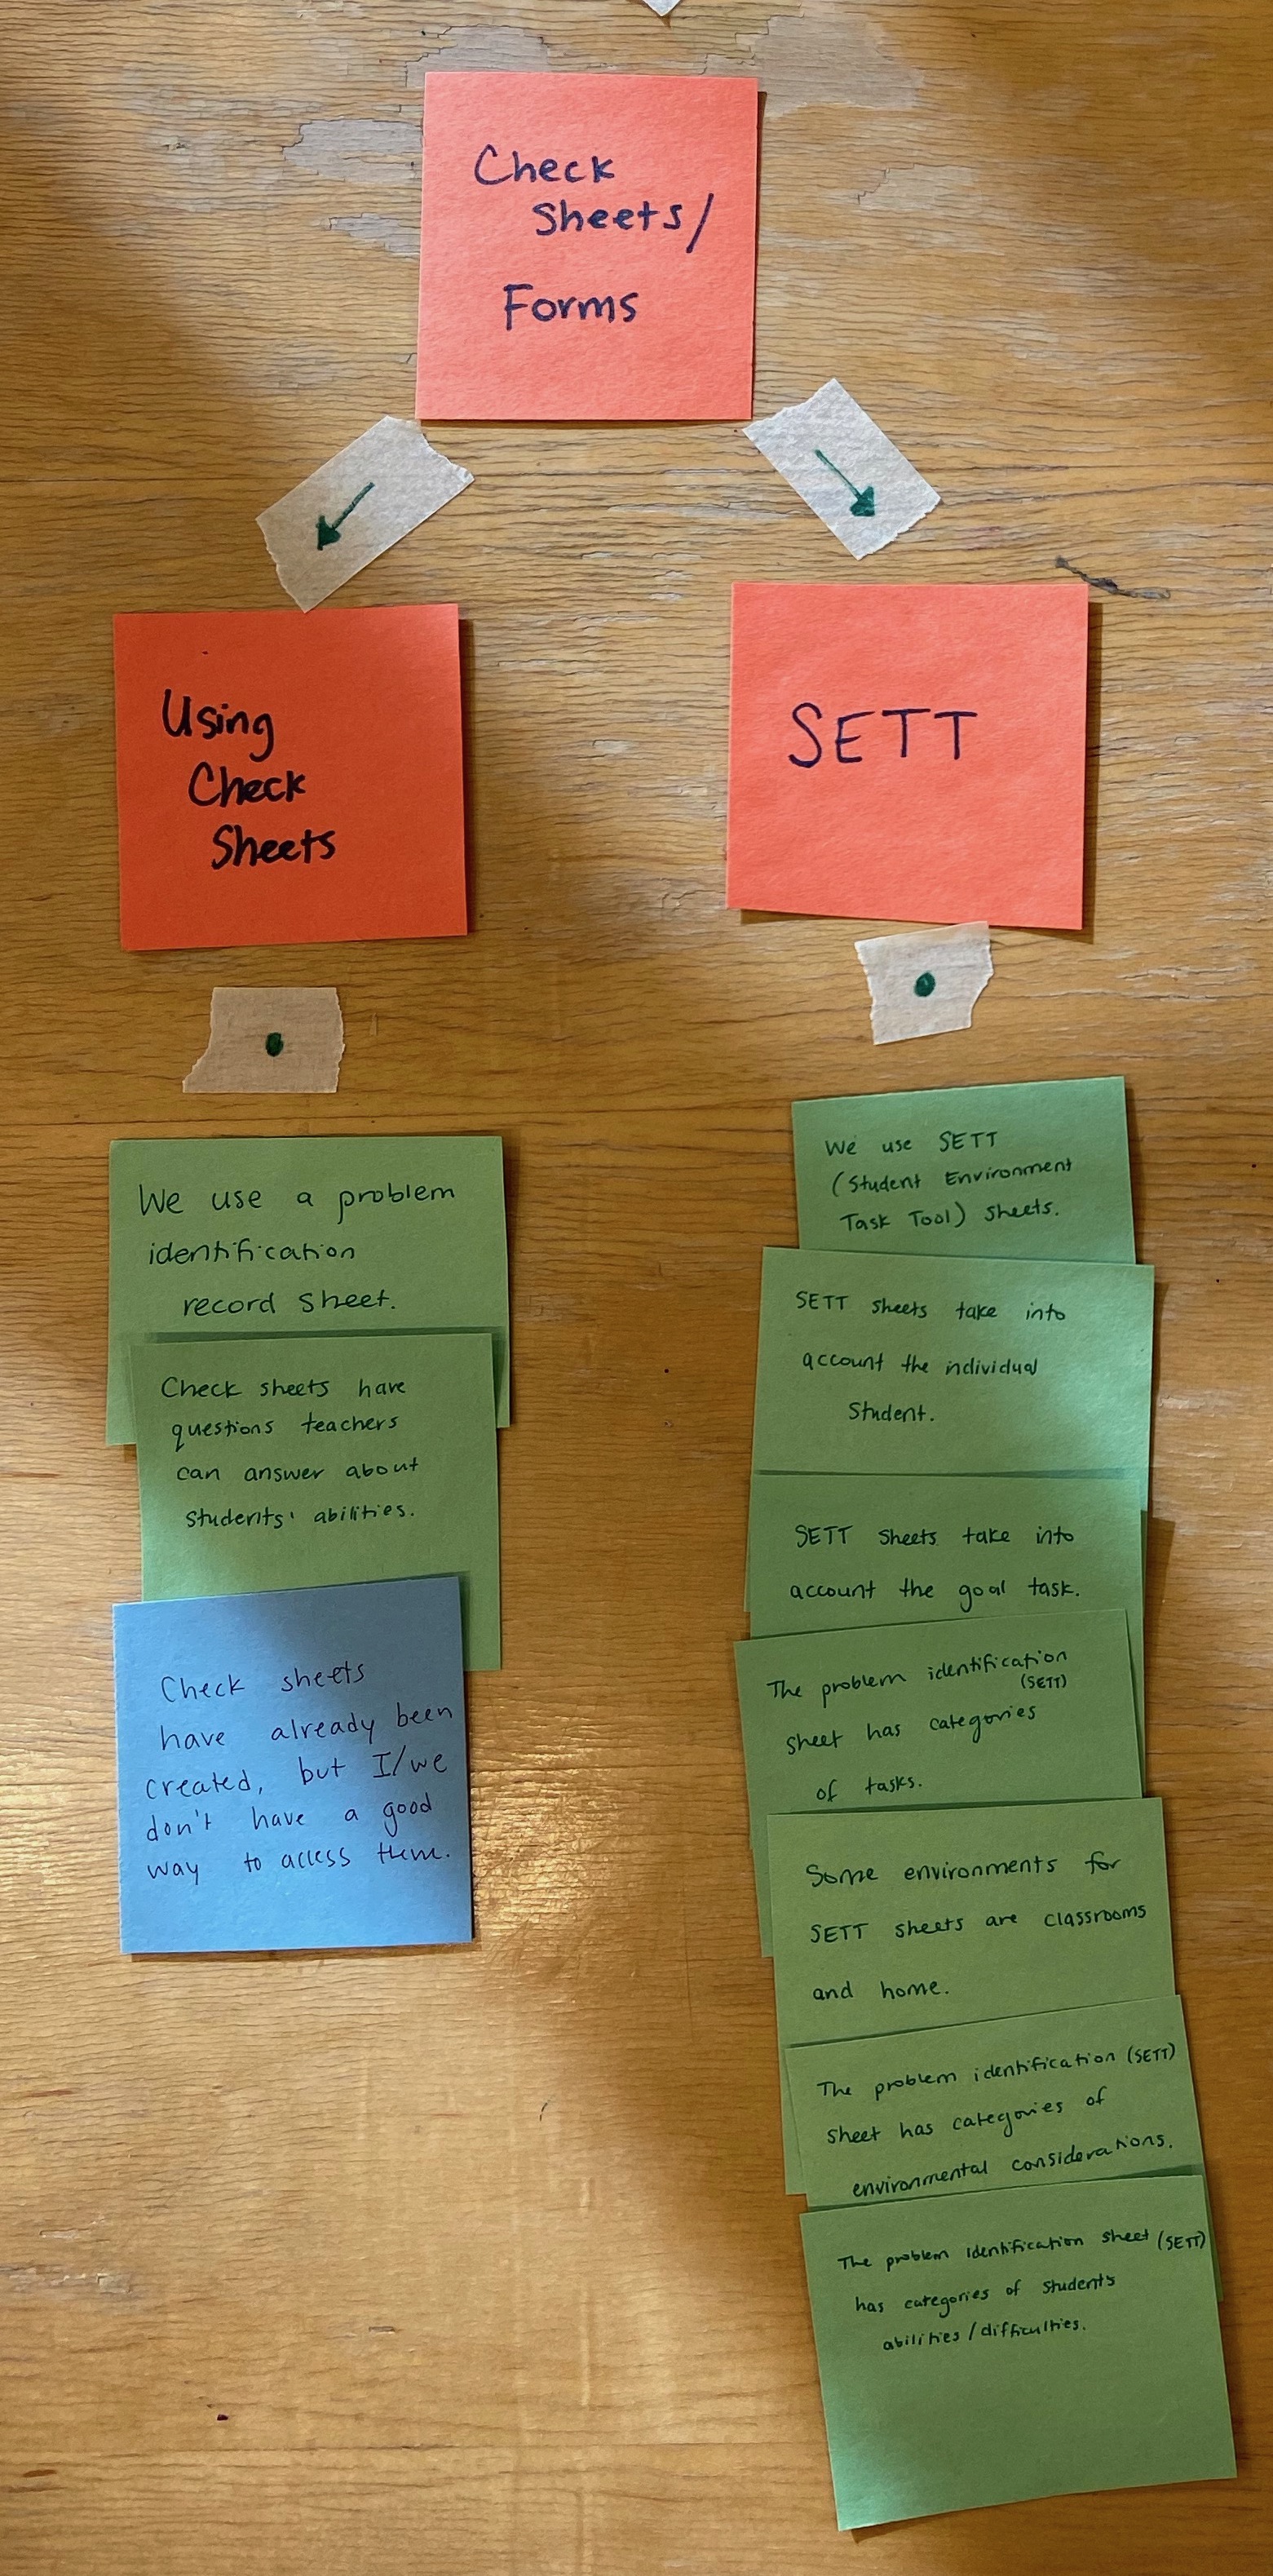 Check
Sheets/
Forms
Using
Check
Sheets
SETT
We use a problem
identification
record sheet.
Check sheets have
questions teachers
can answer about
students' abilities.
Check sheets
have already been
created, but I/we
don't have a good
way to access them.
We use SETT
(Student Environment
Task Tool) sheets.
SETT sheets take into
account the individual
student.
SETT sheets take into
account the goal task.
The problem identification
(SETT)
sheet has categories
of tasks.
Some environments for
SETT sheets are classrooms
and home.
The problem identification (SETT)
sheet has categories of
environmental considerations.
The problem identification sheet (SETT)
has categories of students
abilities/difficulties.